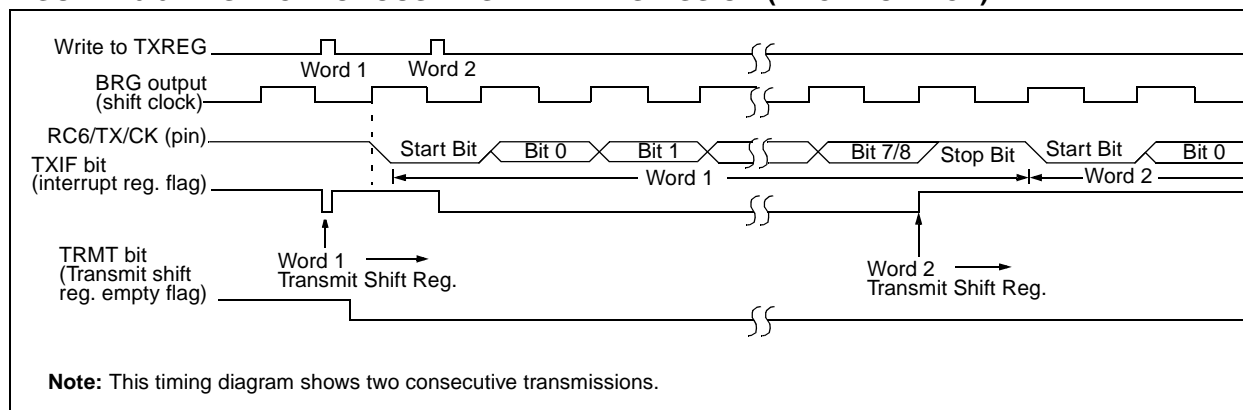 Write to TXREG
Word 1
Word 2
BRG output
(shift clock)
RC6/TX/CK (pin)
Start Bit
Bit 0
Bit 1
Bit 7/8
Stop Bit
Start Bit
Bit 0
TXIF bit
(interrupt reg. flag)
Word 1
Word 2
Word 1
Transmit Shift Reg.
Word 2
Transmit Shift Reg.
TRMT bit
(Transmit shift
reg. empty flag)
Note: This timing diagram shows two consecutive transmissions.